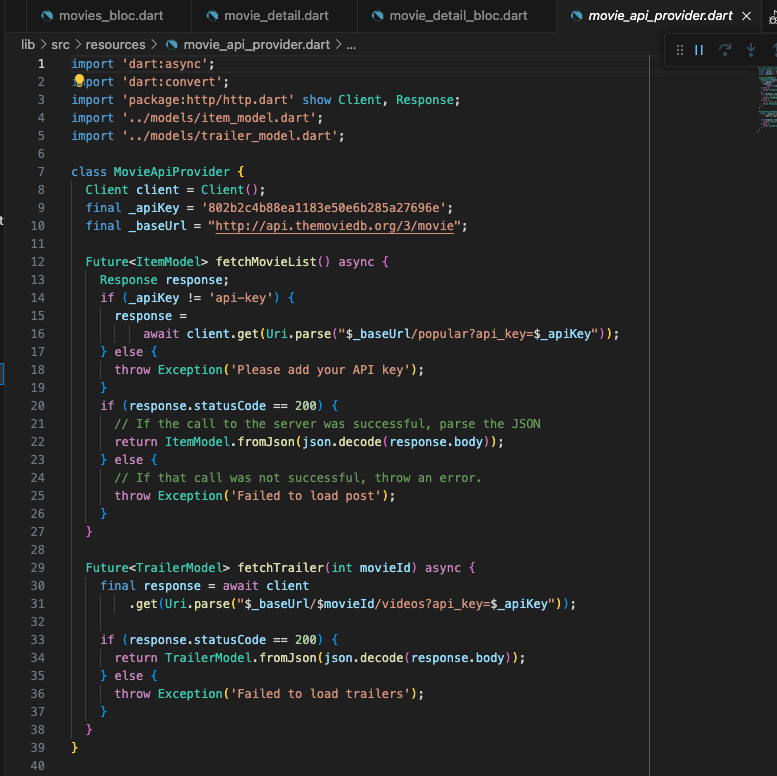 movies_bloc.dart movie_detail.dart movie_detail_bloc.dart movie_api_provider.dart
lib > src > resources > movie_api_provider.dart > ...
1 import 'dart:async';
2 import 'dart:convert';
3 import 'package:http/http.dart' show Client, Response;
4 import '../models/item_model.dart';
5 import '../models/trailer_model.dart';
6
7 class MovieApiProvider {
8 Client client = Client();
9 final _apiKey = '802b2c4b88ea1183e50e6b285a27696e';
10 final _baseUrl = "http://api.themoviedb.org/3/movie";
11
12 Future<ItemModel> fetchMovieList() async {
13 Response response;
14 if (_apiKey != 'api-key') {
15 response =
16 await client.get(Uri.parse("$_baseUrl/popular?api_key=$_apiKey"));
17 } else {
18 throw Exception('Please add your API key');
19 }
20 if (response.statusCode == 200) {
21 // If the call to the server was successful, parse the JSON
22 return ItemModel.fromJson(json.decode(response.body));
23 } else {
24 // If that call was not successful, throw an error.
25 throw Exception('Failed to load post');
26 }
27 }
28
29 Future<TrailerModel> fetchTrailer(int movieId) async {
30 final response = await client
31 .get(Uri.parse("$_baseUrl/$movieId/videos?api_key=$_apiKey"));
32
33 if (response.statusCode == 200) {
34 return TrailerModel.fromJson(json.decode(response.body));
35 } else {
36 throw Exception('Failed to load trailers');
37 }
38 }
39 }
40